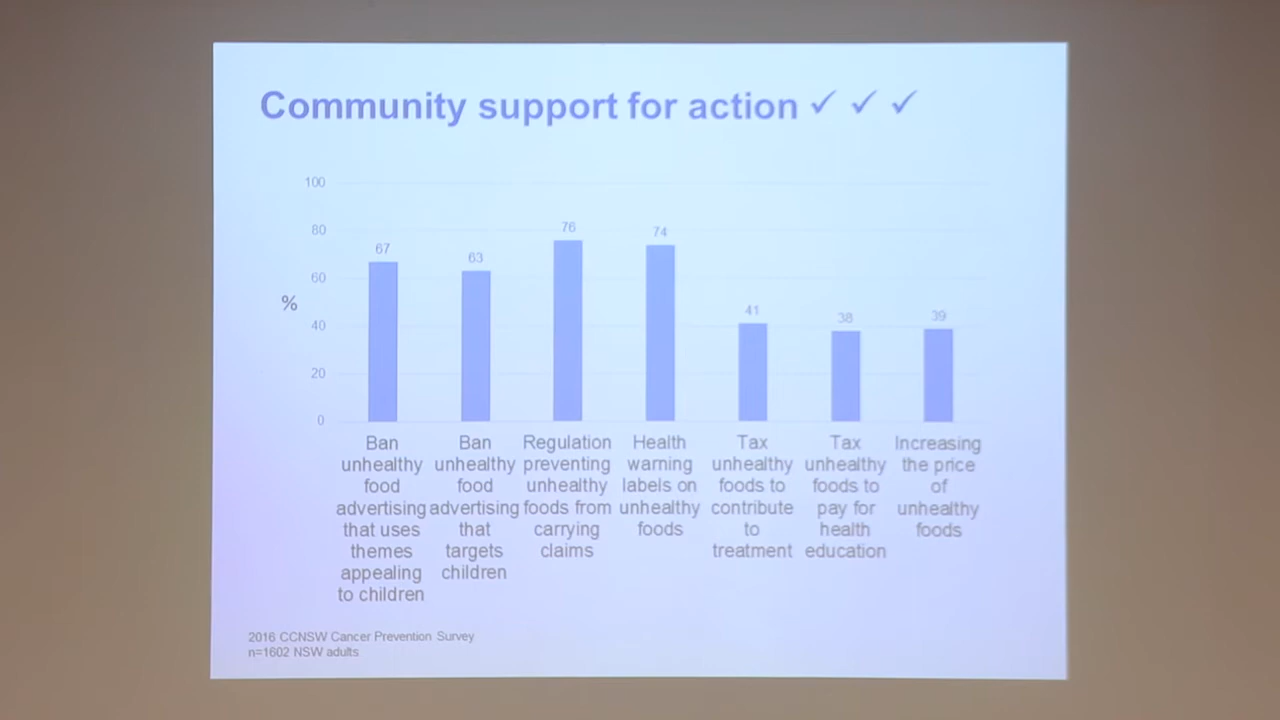 Community support for action ✓ ✓ ✓
100
80
60
40
20
0
%
67
63
76
74
41
38
39
Ban
unhealthy
food
advertising
that uses
themes
appealing
to children
Ban
unhealthy
food
advertising
that
targets
children
Regulation
preventing
unhealthy
foods from
carrying
claims
Health
warning
labels on
unhealthy
foods
Tax
unhealthy
foods to
contribute
to
treatment
Tax
unhealthy
foods to
pay for
health
education
Increasing
the price
of
unhealthy
foods
2016 CCNSW Cancer Prevention Survey
n=1602 NSW adults